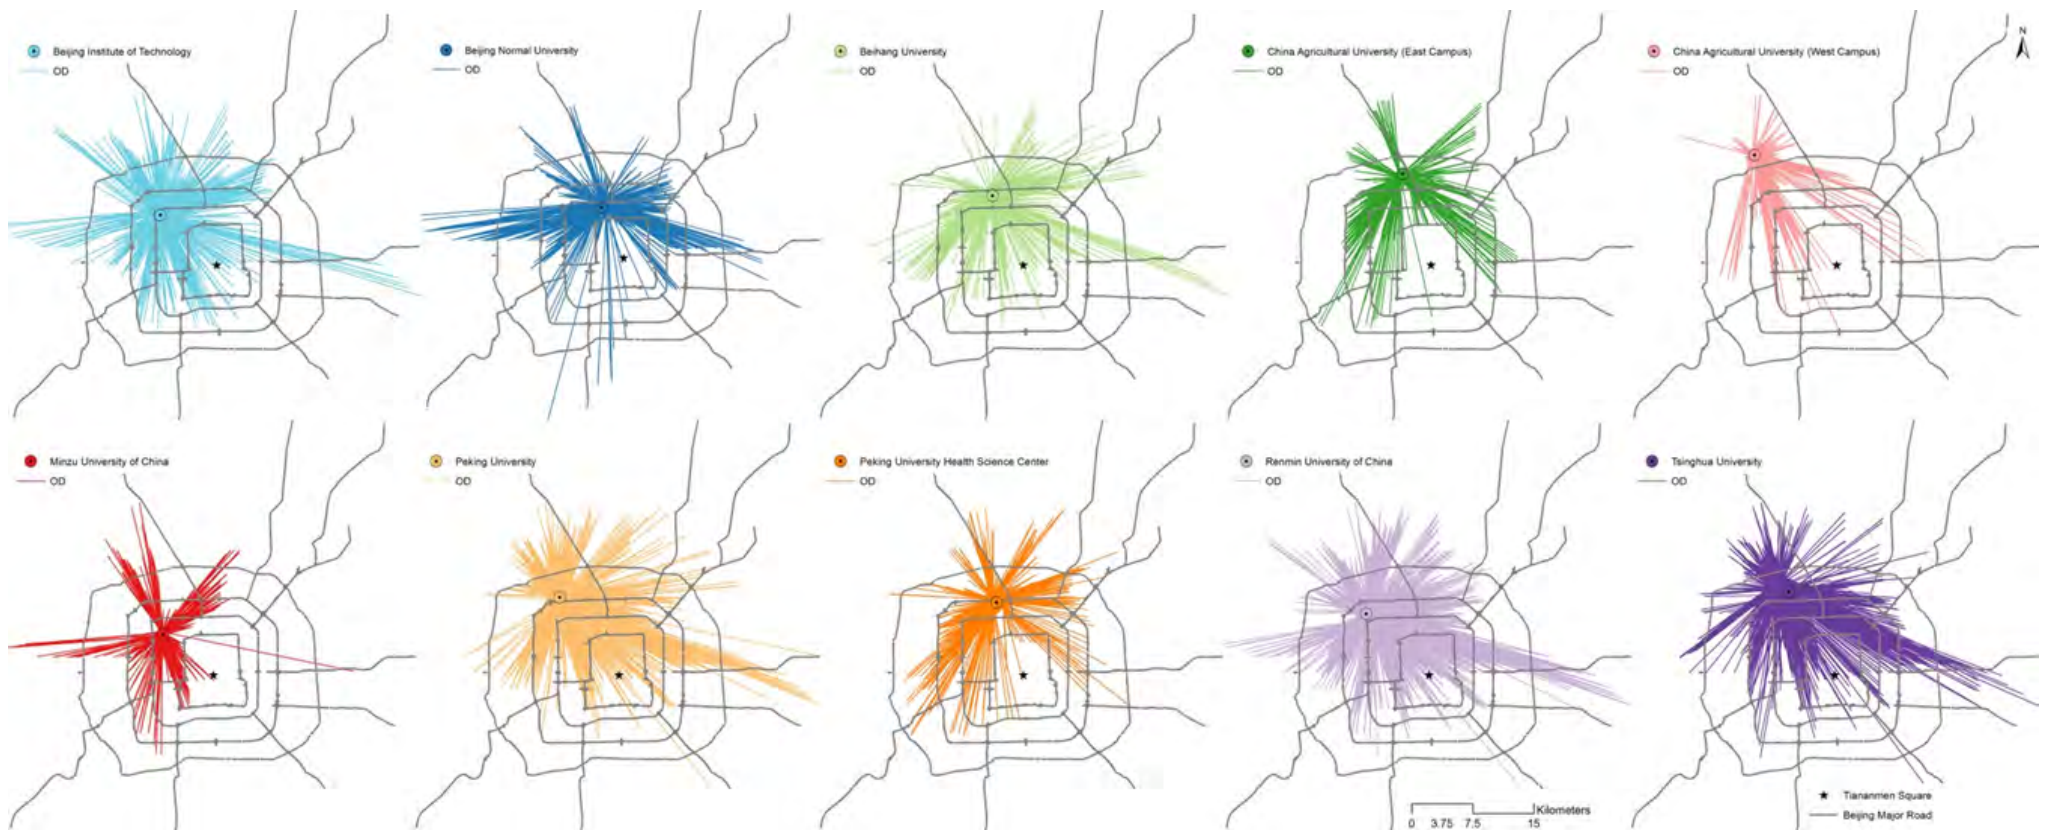 Beijing Institute of Technology
OD
Beijing Normal University
OD
Beihang University
OD
China Agricultural University (East Campus)
OD
China Agricultural University (West Campus)
OD
N
Minzu University of China
OD
Peking University
OD
Peking University Health Science Center
OD
Renmin University of China
OD
Tsinghua University
OD
Kilometers
0 3.75 7.5 15
Tiananmen Square
Beijing Major Road